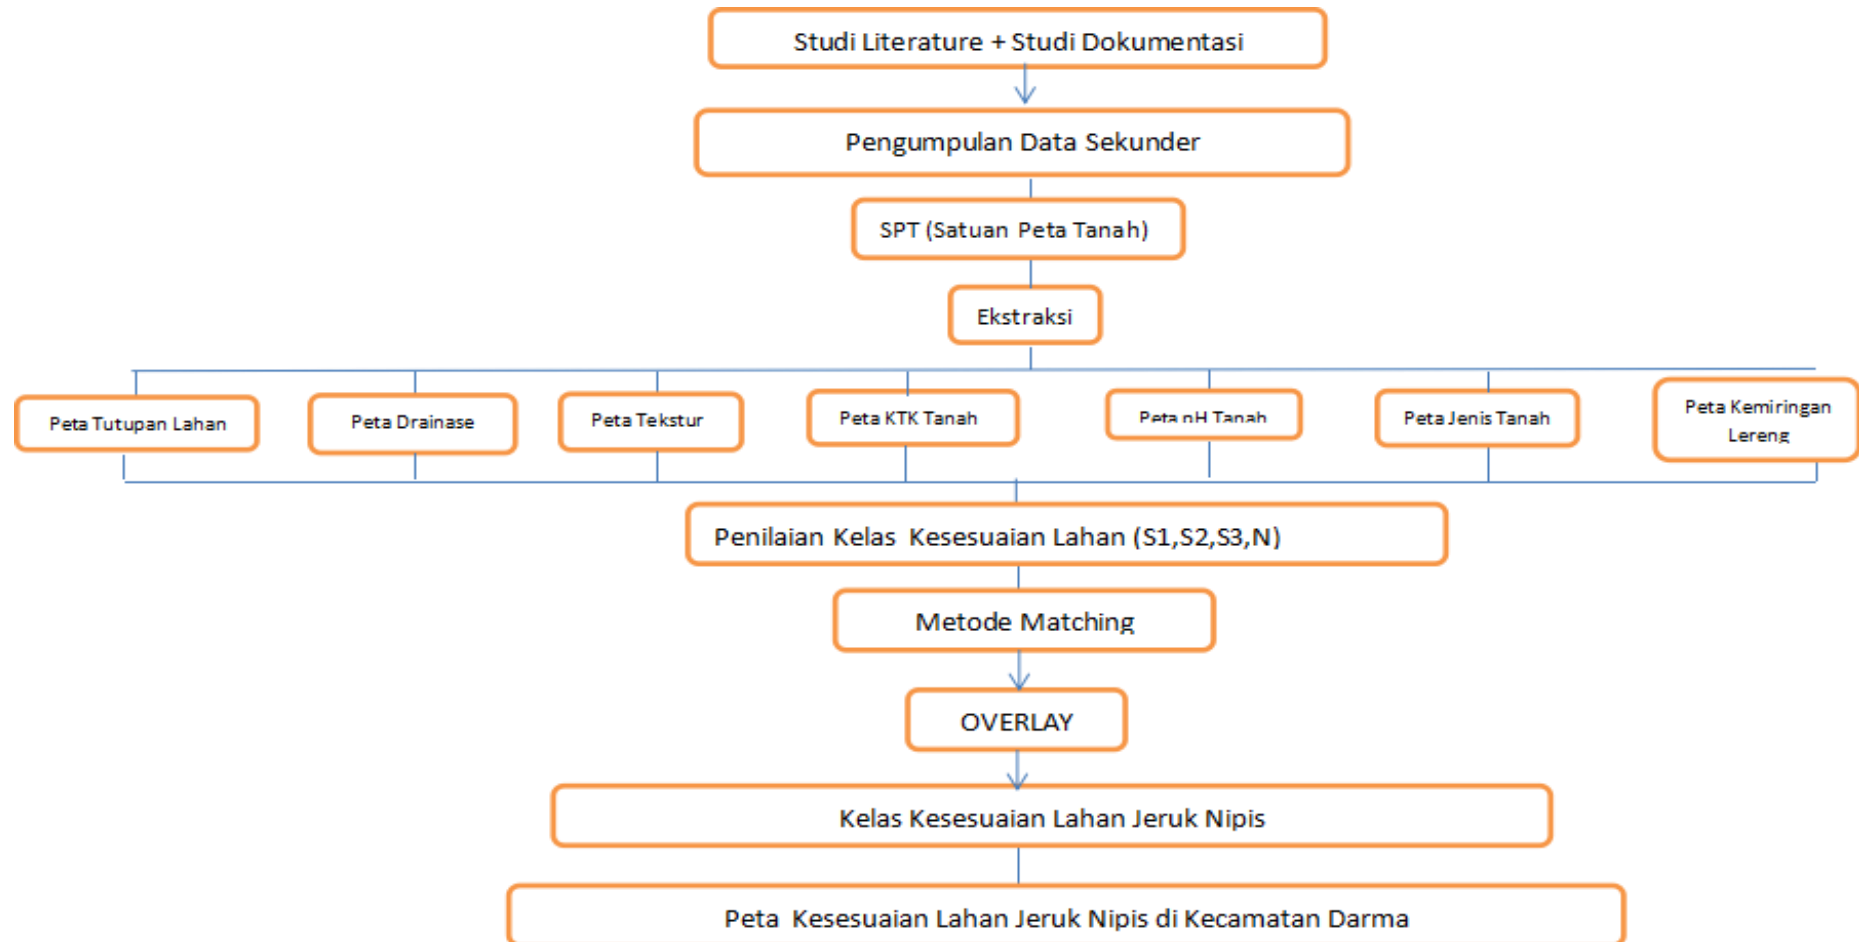 Studi Literature + Studi Dokumentasi
Pengumpulan Data Sekunder
SPT (Satuan Peta Tanah)
Ekstraksi
Peta Tutupan Lahan
Peta Drainase
Peta Tekstur
Peta KTK Tanah
Peta pH Tanah
Peta Jenis Tanah
Peta Kemiringan
Lereng
Penilaian Kelas Kesesuaian Lahan (S1,S2,S3,N)
Metode Matching
OVERLAY
Kelas Kesesuaian Lahan Jeruk Nipis
Peta Kesesuaian Lahan Jeruk Nipis di Kecamatan Darma